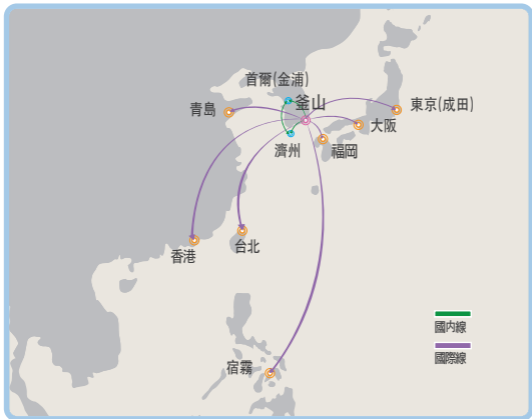 首爾(金浦)
釜山
青島
東京(成田)
大阪
濟州
福岡
香港
台北
宿霧
國內線
國際線